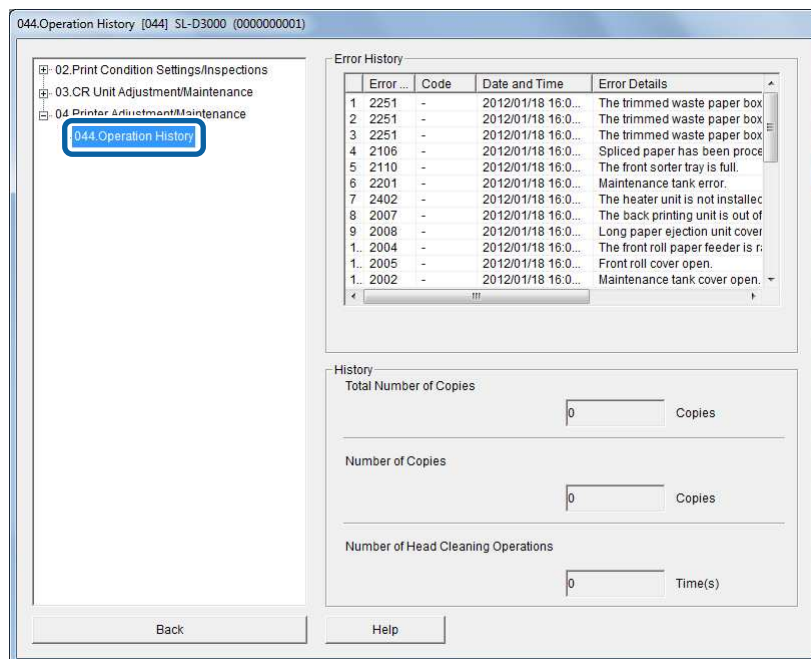 044.Operation History [044] SL-D3000 (0000000001)
02.Print Condition Settings/Inspections
03.CR Unit Adjustment/Maintenance
04.Printer Adjustment/Maintenance
044.Operation History
Error History
Error ... Code Date and Time Error Details
1 2251 - 2012/01/18 16:0... The trimmed waste paper box
2 2251 - 2012/01/18 16:0... The trimmed waste paper box
3 2251 - 2012/01/18 16:0... The trimmed waste paper box
4 2106 - 2012/01/18 16:0... Spliced paper has been proce
5 2110 - 2012/01/18 16:0... The front sorter tray is full.
6 2201 - 2012/01/18 16:0... Maintenance tank error.
7 2402 - 2012/01/18 16:0... The heater unit is not installec
8 2007 - 2012/01/18 16:0... The back printing unit is out of
9 2008 - 2012/01/18 16:0... Long paper ejection unit cover
1.. 2004 - 2012/01/18 16:0... The front roll paper feeder is
1.. 2005 - 2012/01/18 16:0... Front roll cover open.
1.. 2002 - 2012/01/18 16:0... Maintenance tank cover open.
History
Total Number of Copies
0 Copies
Number of Copies
0 Copies
Number of Head Cleaning Operations
0 Time(s)
Back
Help